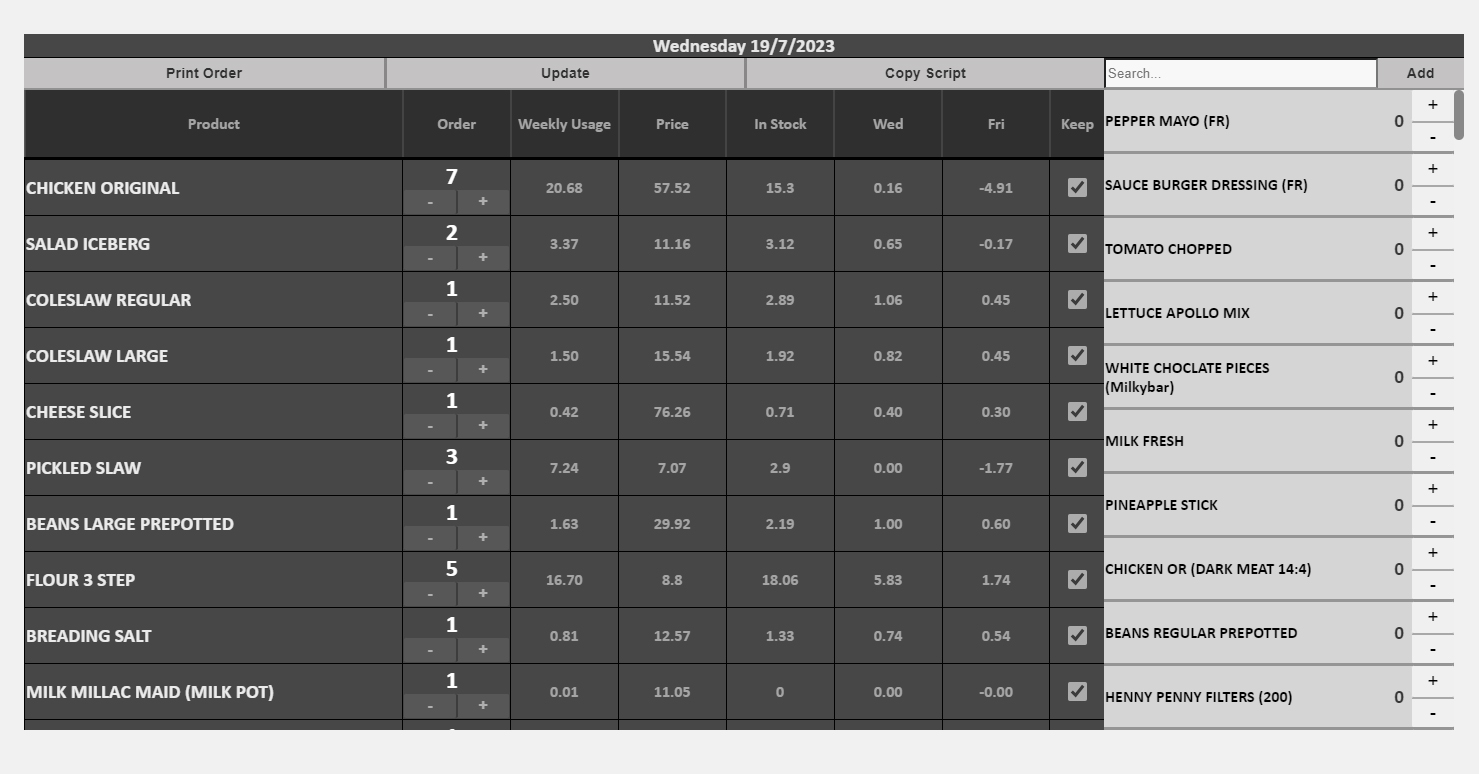 Wednesday 19/7/2023
Print Order Update Copy Script Search... Add
Product Order Weekly Usage Price In Stock Wed Fri Keep
CHICKEN ORIGINAL 7 - + 20.68 57.52 15.3 0.16 -4.91
SALAD ICEBERG 2 - + 3.37 11.16 3.12 0.65 -0.17
COLESLAW REGULAR 1 - + 2.50 11.52 2.89 1.06 0.45
COLESLAW LARGE 1 - + 1.50 15.54 1.92 0.82 0.45
CHEESE SLICE 1 - + 0.42 76.26 0.71 0.40 0.30
PICKLED SLAW 3 - + 7.24 7.07 2.9 0.00 -1.77
BEANS LARGE PREPOTTED 1 - + 1.63 29.92 2.19 1.00 0.60
FLOUR 3 STEP 5 - + 16.70 8.8 18.06 5.83 1.74
BREADING SALT 1 - + 0.81 12.57 1.33 0.74 0.54
MILK MILLAC MAID (MILK POT) 1 - + 0.01 11.05 0 0.00 -0.00
PEPPER MAYO (FR) 0 + -
SAUCE BURGER DRESSING (FR) 0 + -
TOMATO CHOPPED 0 + -
LETTUCE APOLLO MIX 0 + -
WHITE CHOCLATE PIECES
(Milkybar) 0 + -
MILK FRESH 0 + -
PINEAPPLE STICK 0 + -
CHICKEN OR (DARK MEAT 14:4) 0 + -
BEANS REGULAR PREPOTTED 0 + -
HENNY PENNY FILTERS (200) 0 + -